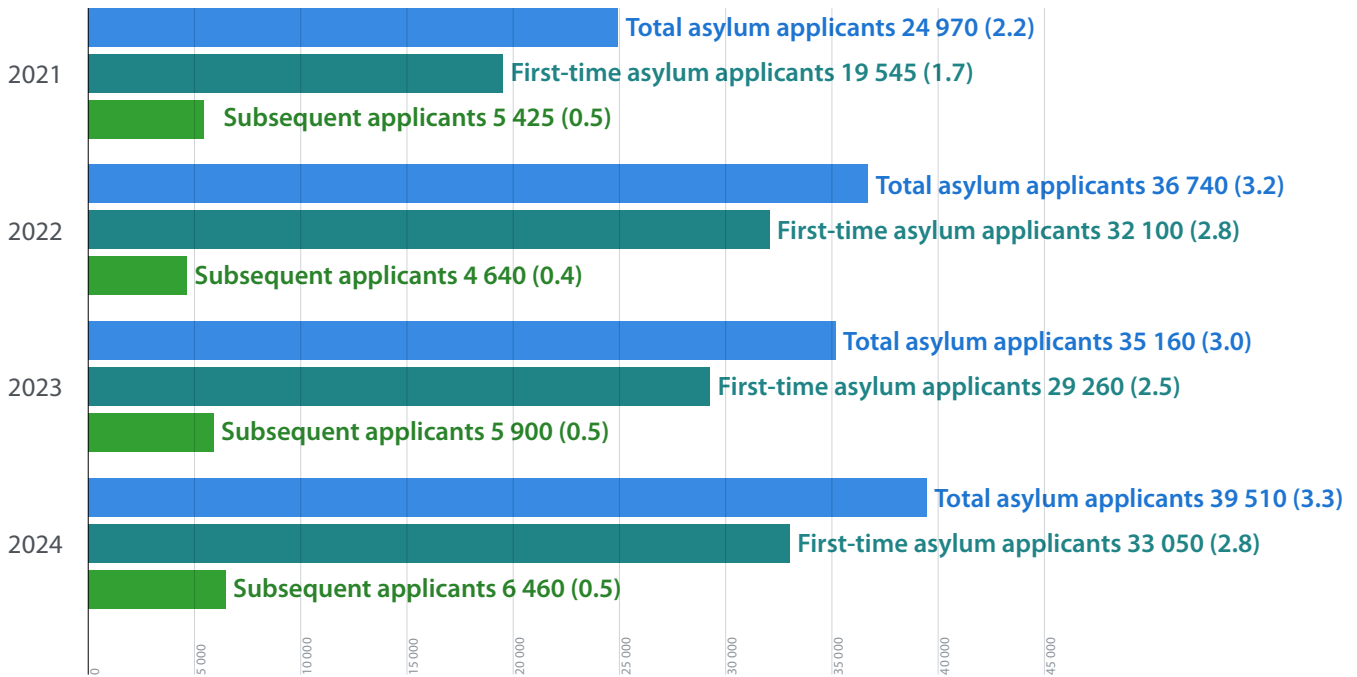 Total asylum applicants 24 970 (2.2)
2021
First-time asylum applicants 19 545 (1.7)
Subsequent applicants 5 425 (0.5)
Total asylum applicants 36 740 (3.2)
2022
First-time asylum applicants 32 100 (2.8)
Subsequent applicants 4 640 (0.4)
Total asylum applicants 35 160 (3.0)
2023
First-time asylum applicants 29 260 (2.5)
Subsequent applicants 5 900 (0.5)
Total asylum applicants 39 510 (3.3)
2024
First-time asylum applicants 33 050 (2.8)
Subsequent applicants 6 460 (0.5)
0
5 000
10 000
15 000
20 000
25 000
30 000
35 000
40 000
45 000